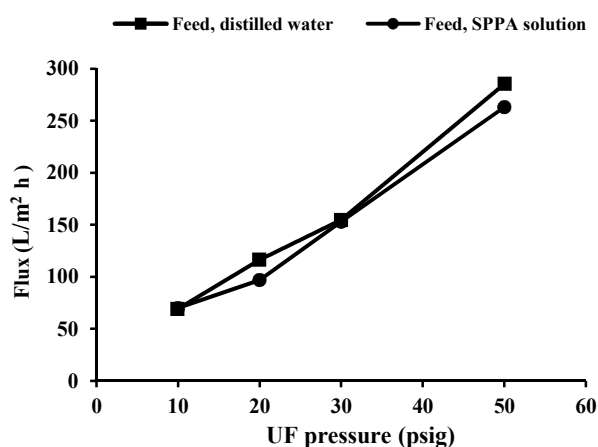 Feed, distilled water Feed, SPPA solution
300
250
200
150
100
50
0
Flux (L/m² h)
0 10 20 30 40 50 60
UF pressure (psig)